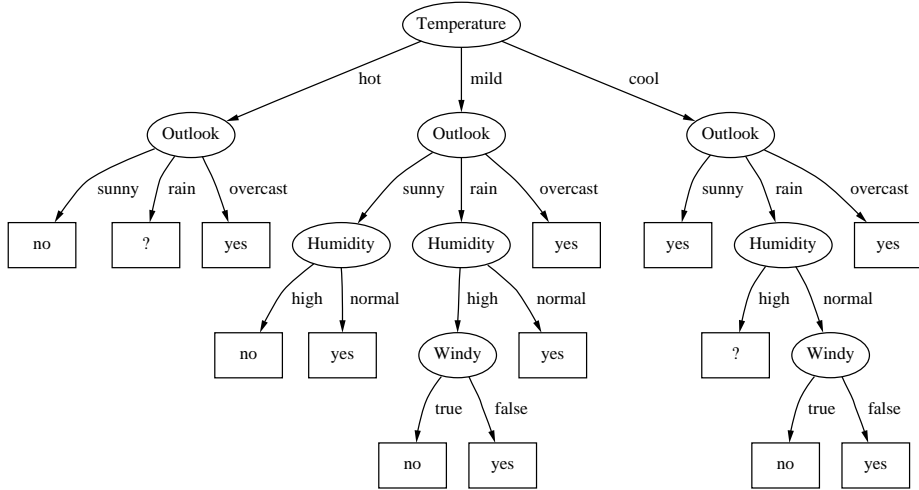 Temperature
hot mild cool
Outlook Outlook Outlook
sunny rain overcast sunny rain overcast sunny rain overcast
no ? yes Humidity Humidity yes yes Humidity yes
high normal high normal high normal
no yes Windy yes ? Windy
true false true false
no yes no yes